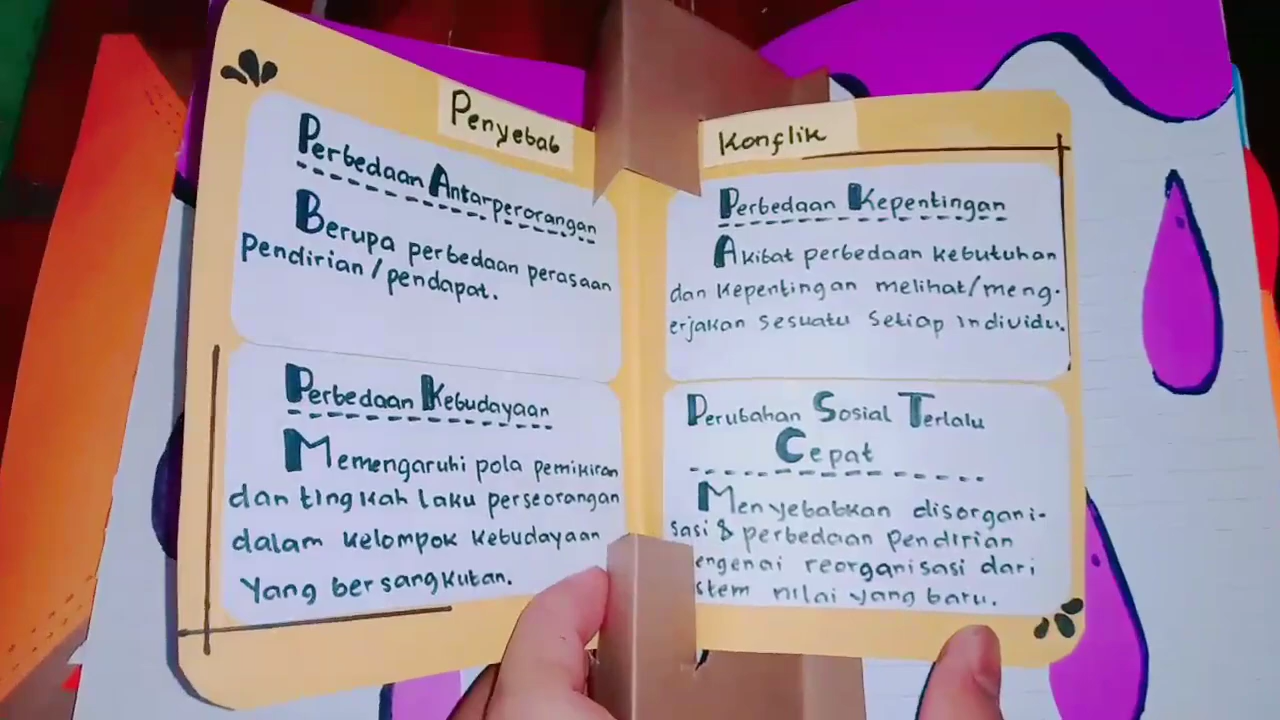 Penyebab
Perbedaan Antarperorangan
Berupa perbedaan perasaan
Pendirian/pendapat.
Perbedaan Kebudayaan
Memengaruhi pola pemikiran
dan tingkah laku perseorangan
dalam kelompok kebudayaan
yang bersangkutan.
Konflik
Perbedaan Kepentingan
Akibat perbedaan kebutuhan
dan kepentingan melihat/meng-
erjakan sesuatu setiap individu.
Perubahan Sosial Terlalu
Cepat
Menyebabkan disorgani-
sasi & perbedaan pendirian
engenai reorganisasi dari
stem nilai yang baru.